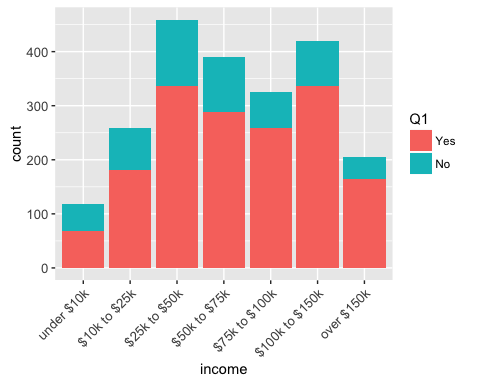 400
300
200
100
0
count
under $10k
$10k to $25k
$25k to $50k
$50k to $75k
$75k to $100k
$100k to $150k
over $150k
income
Q1
Yes
No